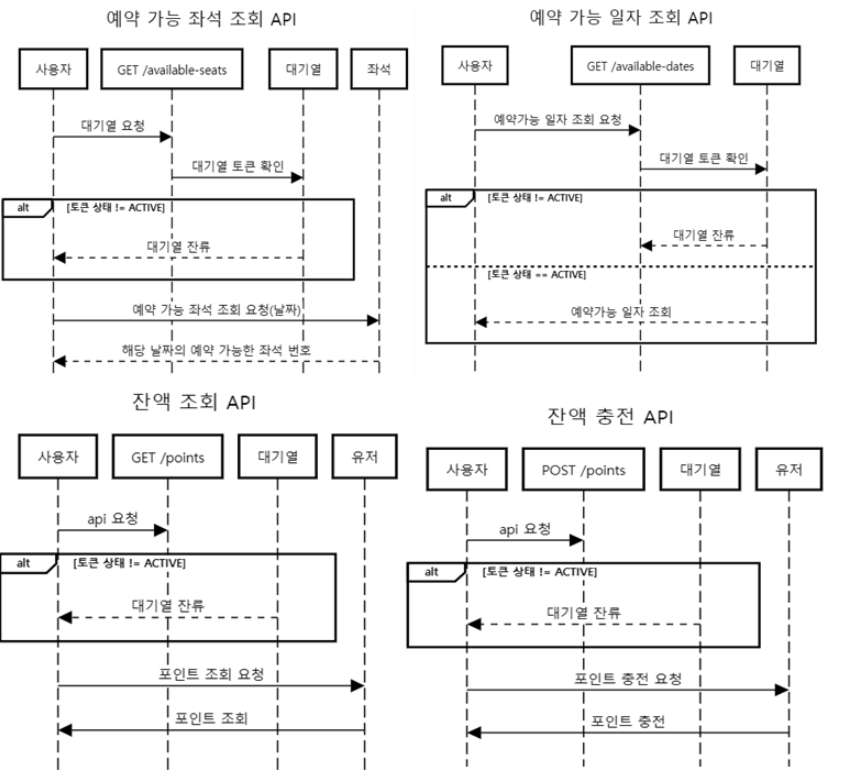 예약 가능 좌석 조회 API
사용자
GET /available-seats
대기열
좌석
대기열 요청
대기열 토큰 확인
alt
[토큰 상태 != ACTIVE]
대기열 잔류
예약 가능 좌석 조회 요청(날짜)
해당 날짜의 예약 가능한 좌석 번호
예약 가능 일자 조회 API
사용자
GET /available-dates
대기열
예약가능 일자 조회 요청
대기열 토큰 확인
alt
[토큰 상태 != ACTIVE]
대기열 잔류
[토큰 상태 == ACTIVE]
예약가능 일자 조회
잔액 조회 API
사용자
GET /points
대기열
유저
api 요청
alt
[토큰 상태 != ACTIVE]
대기열 잔류
포인트 조회 요청
포인트 조회
잔액 충전 API
사용자
POST /points
대기열
유저
api 요청
alt
[토큰 상태 != ACTIVE]
대기열 잔류
포인트 충전 요청
포인트 충전